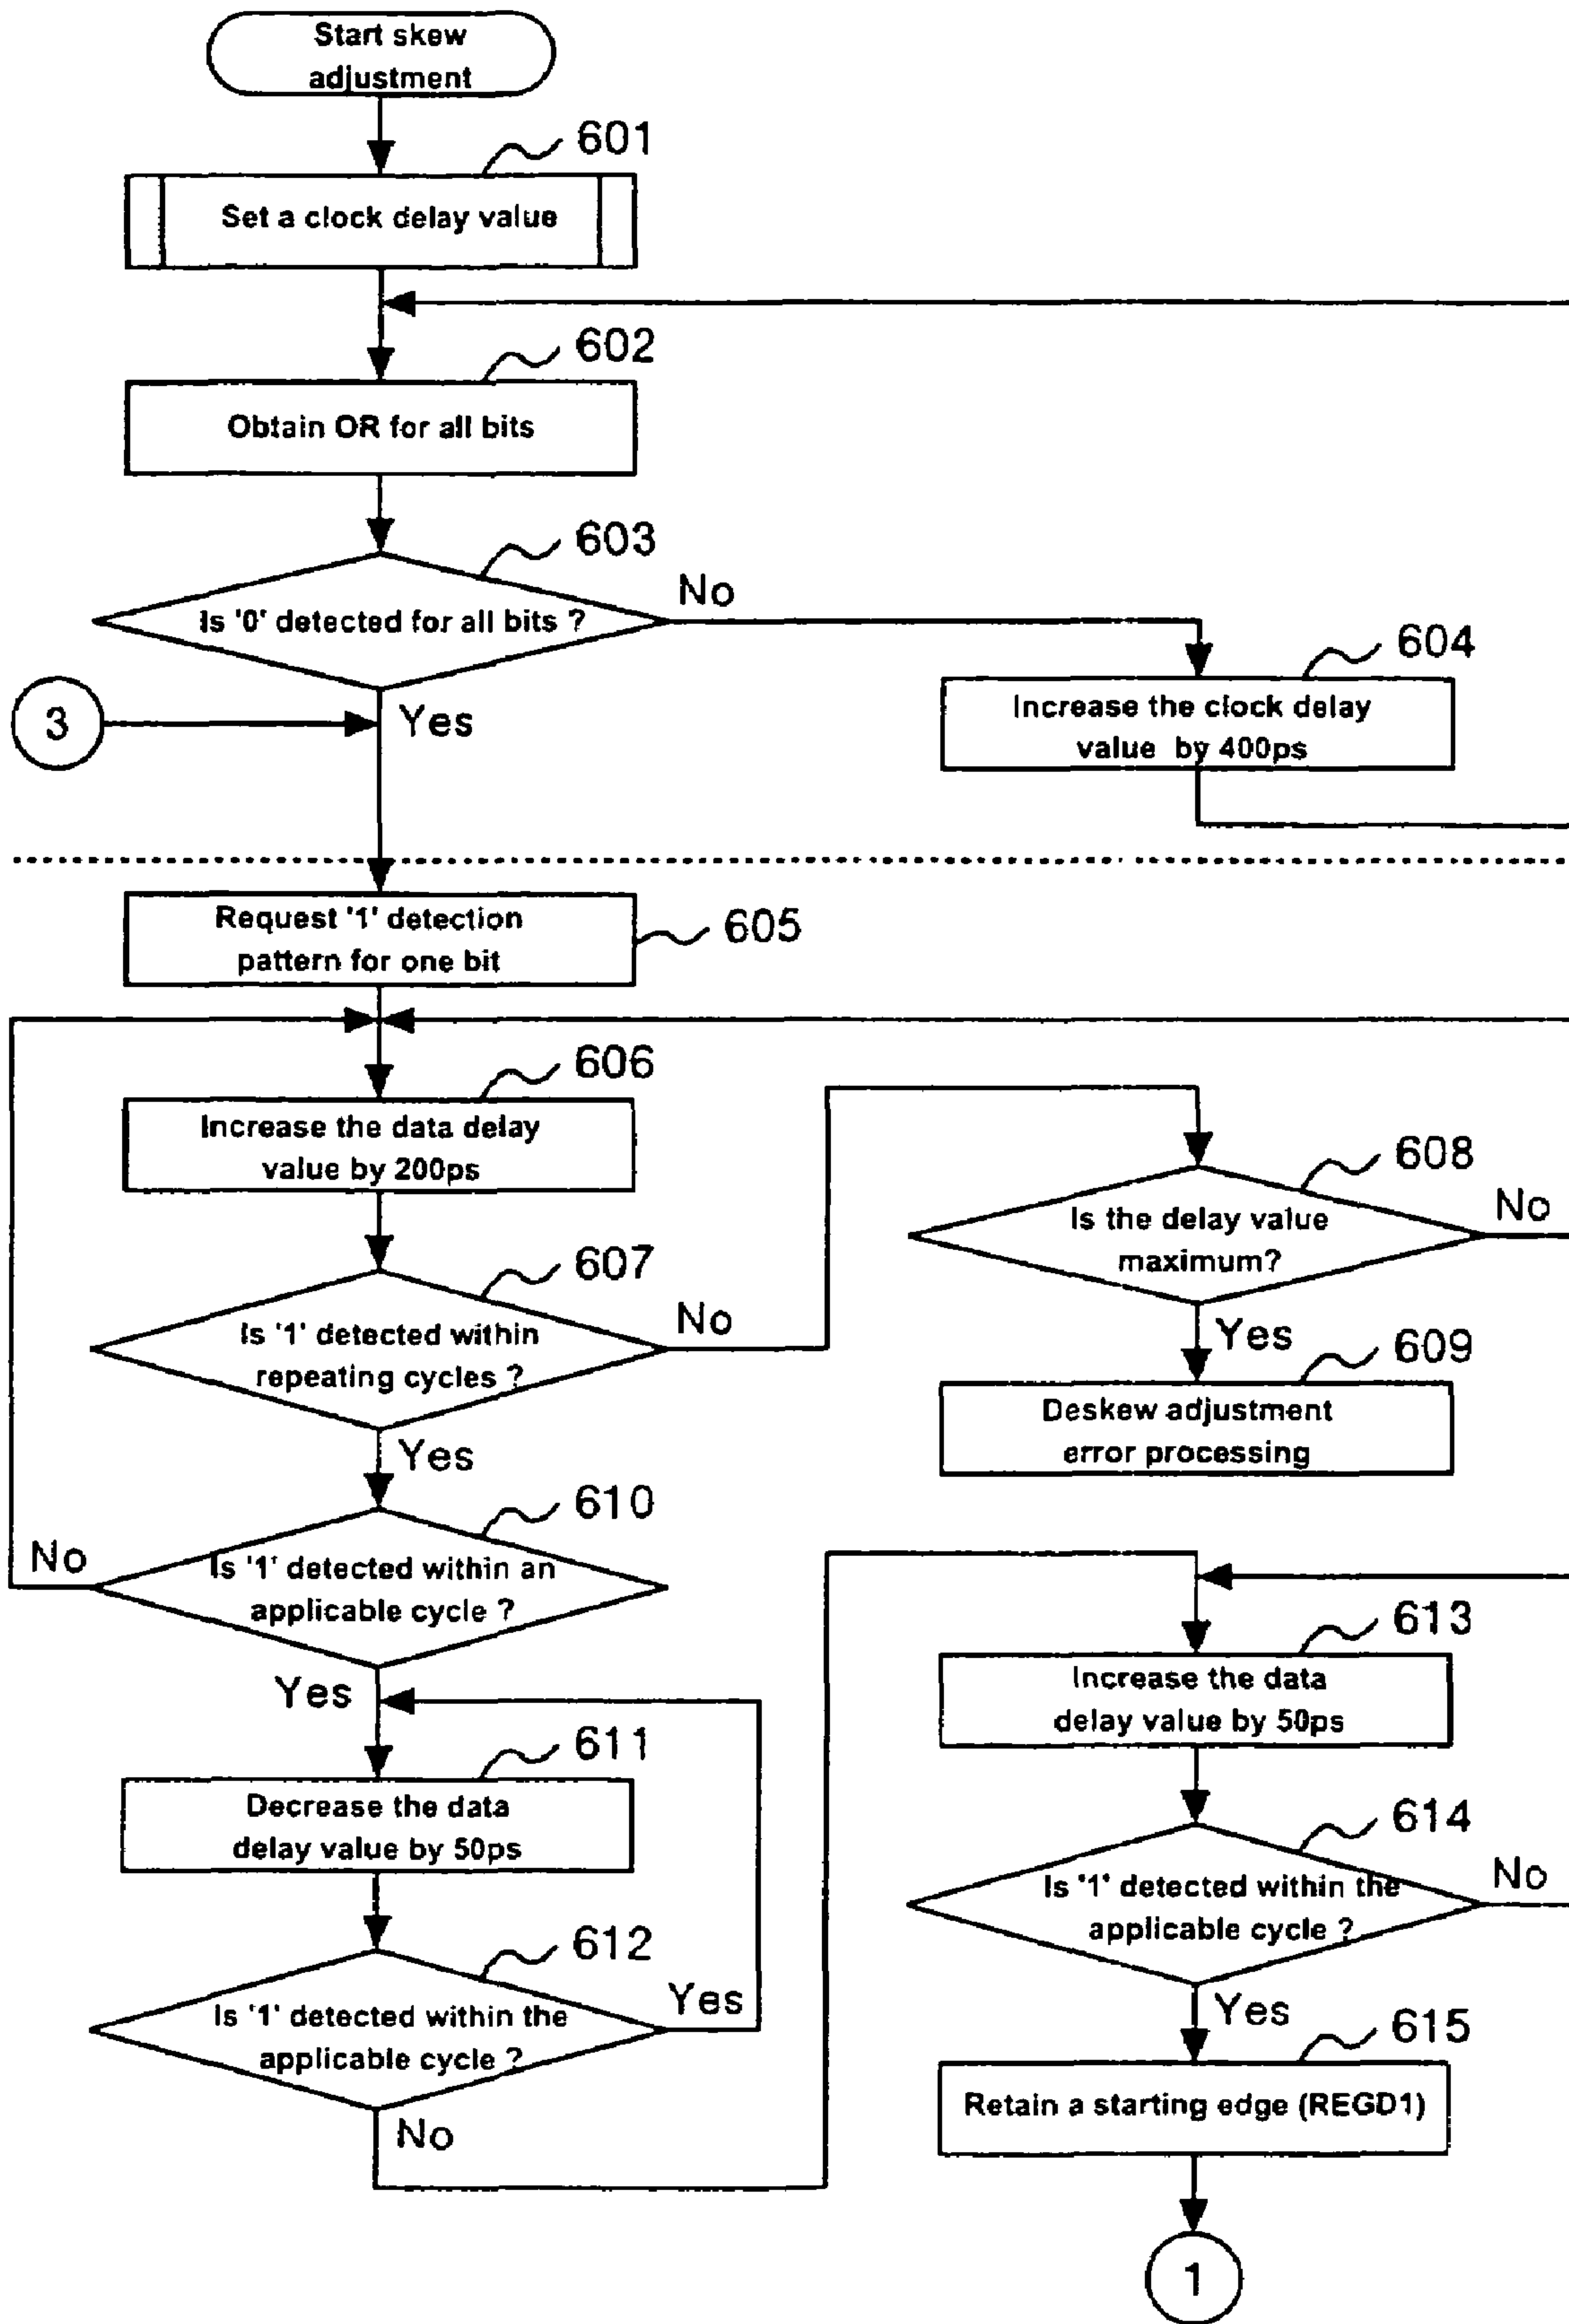 Start skew
adjustment
601
Set a clock delay value
602
Obtain OR for all bits
603
Is '0' detected for all bits ?
No
604
Increase the clock delay
value by 400ps
3
Yes
Request '1' detection
pattern for one bit
605
606
Increase the data delay
value by 200ps
608
Is the delay value
maximum?
No
607
Is '1' detected within
repeating cycles ?
No
Yes
609
Deskew adjustment
error processing
Yes
610
Is '1' detected within an
applicable cycle ?
No
Yes
611
Decrease the data
delay value by 50ps
612
Is '1' detected within the
applicable cycle ?
Yes
No
613
Increase the data
delay value by 50ps
614
Is '1' detected within the
applicable cycle ?
No
Yes
615
Retain a starting edge (REGD1)
1